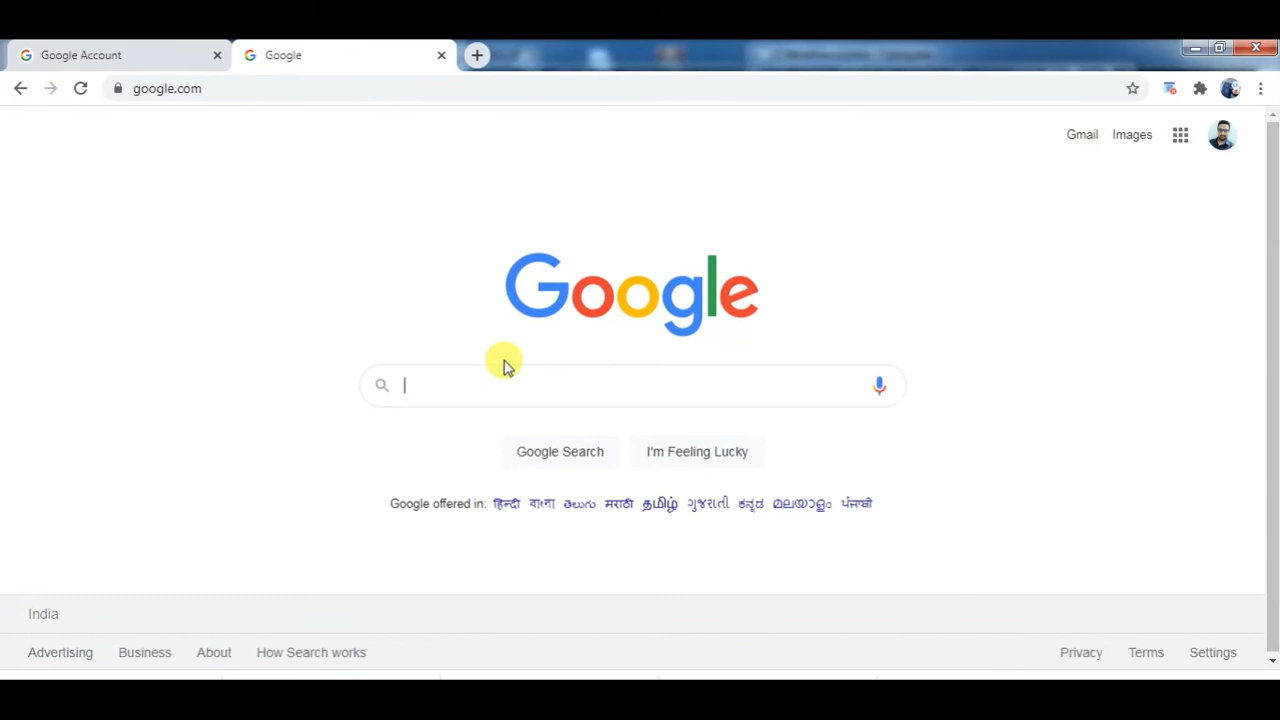 Google Account
Google
google.com
Gmail Images
Google
Google Search I'm Feeling Lucky
Google offered in: हिन्दी বাংলা తెలుగు मराठी தமிழ் ગુજરાતી ಕನ್ನಡ മലയാളം ਪੰਜਾਬੀ
India
Advertising Business About How Search works Privacy Terms Settings